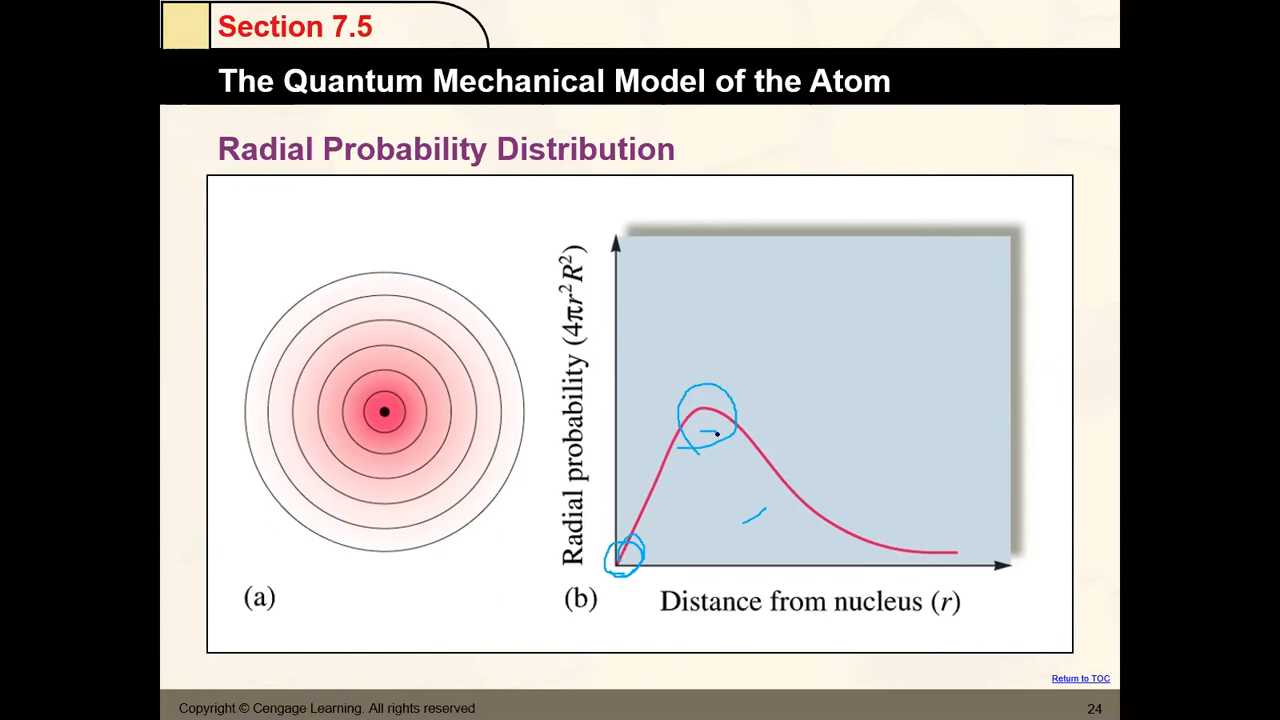 Section 7.5
The Quantum Mechanical Model of the Atom
Radial Probability Distribution
Radial probability (4πr²R²)
(a)
(b)
Distance from nucleus (r)
Return to TOC
Copyright © Cengage Learning. All rights reserved
24